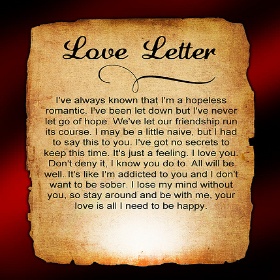 Love Letter
I've always known that I'm a hopeless
romantic. I've been let down but I've never
let go of hope. We've let our friendship run
its course. I may be a little naive, but I had
to say this to you. I've got no secrets to
keep this time. It's just a feeling. I love you.
Don't deny it, I know you do to. All will be
well. It's like I'm addicted to you and I don't
want to be sober. I lose my mind without
you, so stay around and be with me, your
love is all I need to be happy.